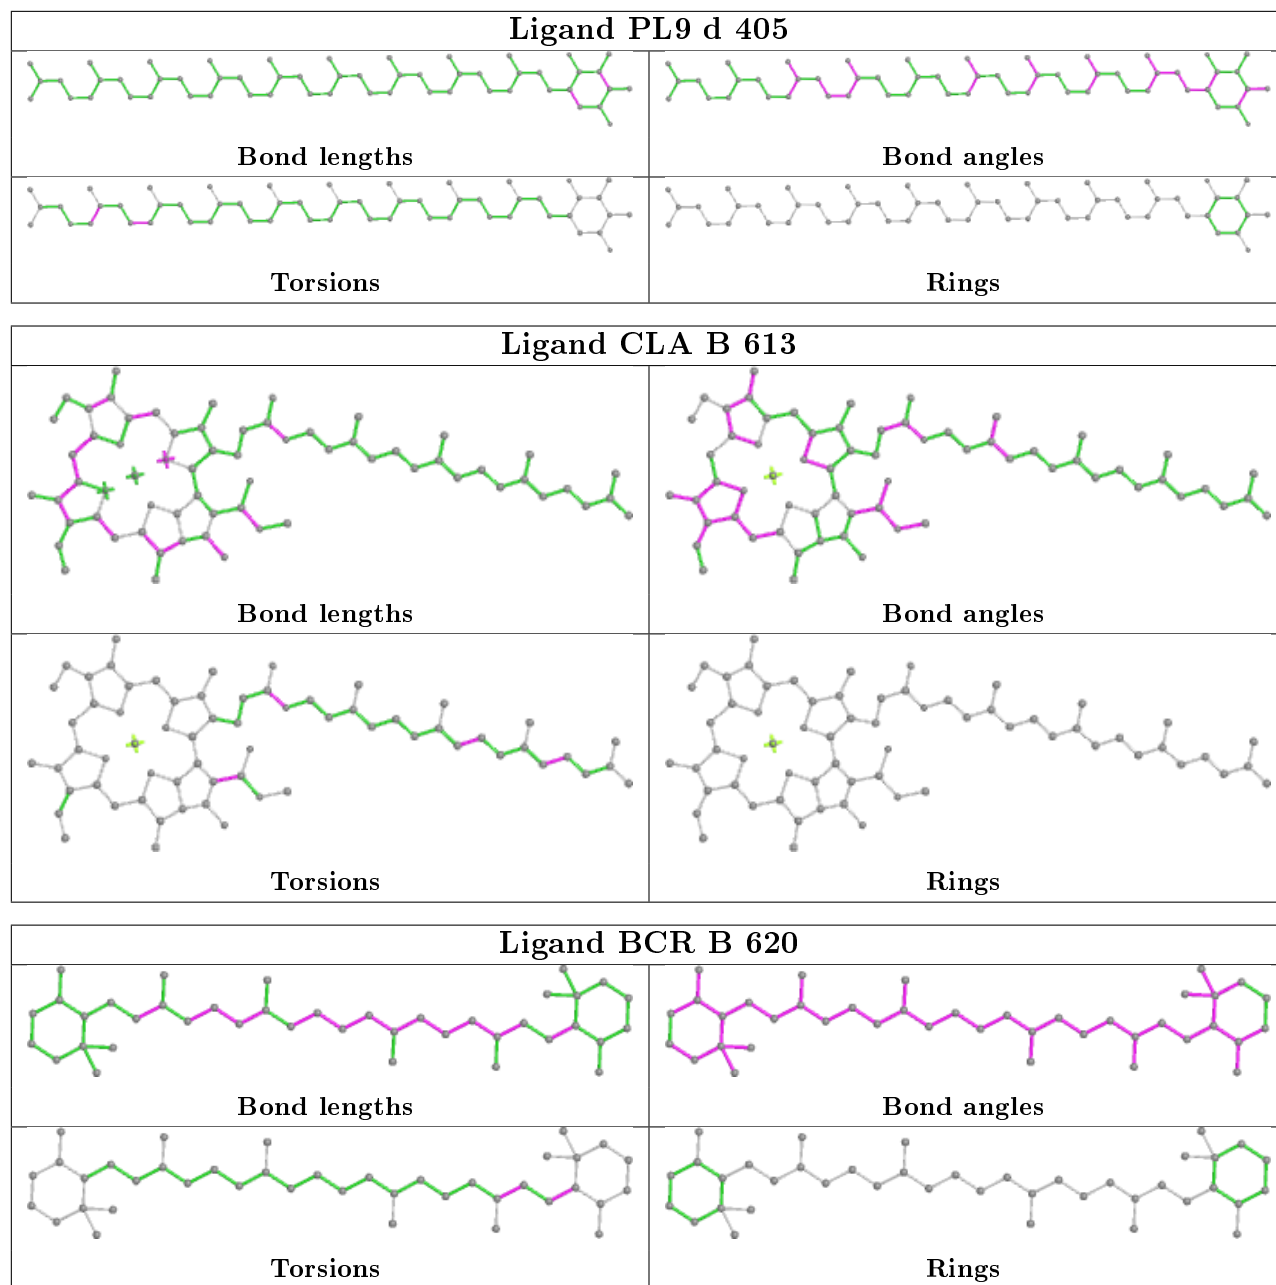 Ligand PL9 d 405
Bond lengths Bond angles
Torsions Rings
Ligand CLA B 613
Bond lengths Bond angles
Torsions Rings
Ligand BCR B 620
Bond lengths Bond angles
Torsions Rings